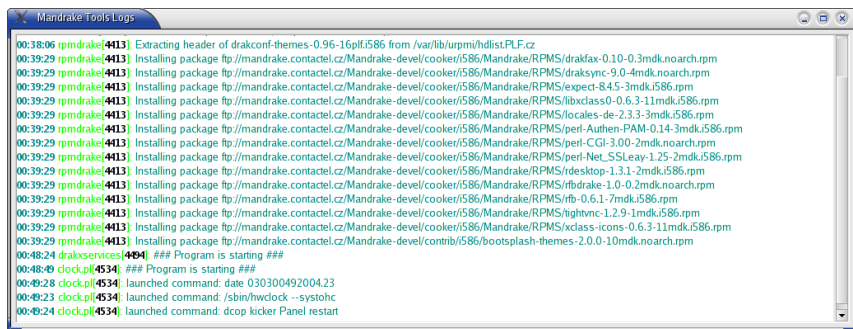 Mandrake Tools Logs
00:38:06 rpmdrake[4413]: Extracting header of drakconf-themes-0.96-16plf.i586 from /var/lib/urpmi/hdlist.PLF.cz
00:39:29 rpmdrake[4413]: Installing package ftp://mandrake.contactel.cz/Mandrake-devel/cooker/i586/Mandrake/RPMS/drakfax-0.10-0.3mdk.noarch.rpm
00:39:29 rpmdrake[4413]: Installing package ftp://mandrake.contactel.cz/Mandrake-devel/cooker/i586/Mandrake/RPMS/draksync-9.0-4mdk.noarch.rpm
00:39:29 rpmdrake[4413]: Installing package ftp://mandrake.contactel.cz/Mandrake-devel/cooker/i586/Mandrake/RPMS/expect-8.4.5-3mdk.i586.rpm
00:39:29 rpmdrake[4413]: Installing package ftp://mandrake.contactel.cz/Mandrake-devel/cooker/i586/Mandrake/RPMS/libxclass0-0.6.3-11mdk.i586.rpm
00:39:29 rpmdrake[4413]: Installing package ftp://mandrake.contactel.cz/Mandrake-devel/cooker/i586/Mandrake/RPMS/locales-de-2.3.3-3mdk.i586.rpm
00:39:29 rpmdrake[4413]: Installing package ftp://mandrake.contactel.cz/Mandrake-devel/cooker/i586/Mandrake/RPMS/perl-Authen-PAM-0.14-3mdk.i586.rpm
00:39:29 rpmdrake[4413]: Installing package ftp://mandrake.contactel.cz/Mandrake-devel/cooker/i586/Mandrake/RPMS/perl-CGI-3.00-2mdk.noarch.rpm
00:39:29 rpmdrake[4413]: Installing package ftp://mandrake.contactel.cz/Mandrake-devel/cooker/i586/Mandrake/RPMS/perl-Net_SSLeay-1.25-2mdk.i586.rpm
00:39:29 rpmdrake[4413]: Installing package ftp://mandrake.contactel.cz/Mandrake-devel/cooker/i586/Mandrake/RPMS/rdesktop-1.3.1-2mdk.i586.rpm
00:39:29 rpmdrake[4413]: Installing package ftp://mandrake.contactel.cz/Mandrake-devel/cooker/i586/Mandrake/RPMS/rfbdrake-1.0-0.2mdk.noarch.rpm
00:39:29 rpmdrake[4413]: Installing package ftp://mandrake.contactel.cz/Mandrake-devel/cooker/i586/Mandrake/RPMS/rfb-0.6.1-7mdk.i586.rpm
00:39:29 rpmdrake[4413]: Installing package ftp://mandrake.contactel.cz/Mandrake-devel/cooker/i586/Mandrake/RPMS/tightvnc-1.2.9-1mdk.i586.rpm
00:39:29 rpmdrake[4413]: Installing package ftp://mandrake.contactel.cz/Mandrake-devel/cooker/i586/Mandrake/RPMS/xclass-icons-0.6.3-11mdk.i586.rpm
00:39:29 rpmdrake[4413]: Installing package ftp://mandrake.contactel.cz/Mandrake-devel/contrib/i586/bootsplash-themes-2.0.0-10mdk.noarch.rpm
00:48:24 drakxservices[4494]: ### Program is starting ###
00:48:49 clock.pl[4534]: ### Program is starting ###
00:49:28 clock.pl[4534]: launched command: date 030300492004.23
00:49:23 clock.pl[4534]: launched command: /sbin/hwclock --systohc
00:49:24 clock.pl[4534]: launched command: dcop kicker Panel restart